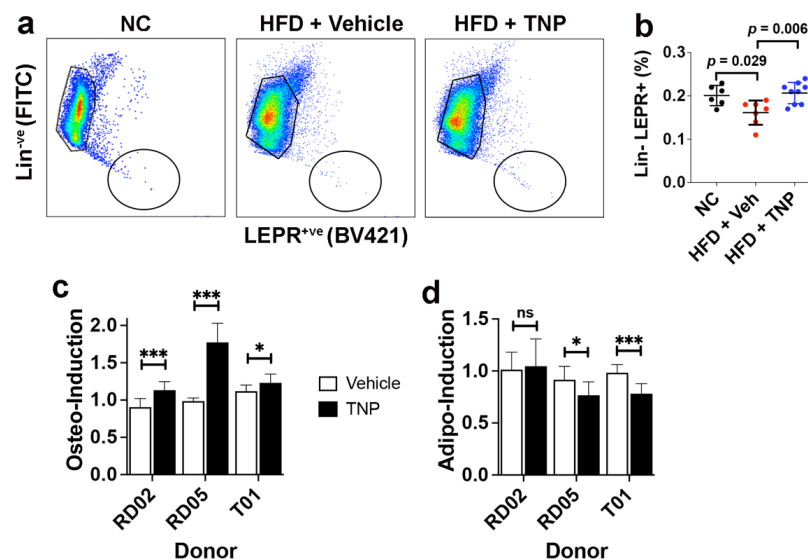 a
NC
HFD + Vehicle
HFD + TNP
Lin-ve (FITC)
LEPR+ve (BV421)
b
p = 0.006
p = 0.029
Lin- LEPR+ (%)
0.3
0.2
0.1
0.0
NC
HFD + Veh
HFD + TNP
c
Osteo-Induction
2.0
1.5
1.0
0.5
0.0
***
***
*
RD02
RD05
T01
Donor
Vehicle
TNP
d
Adipo-Induction
1.5
1.0
0.5
0.0
ns
*
***
RD02
RD05
T01
Donor